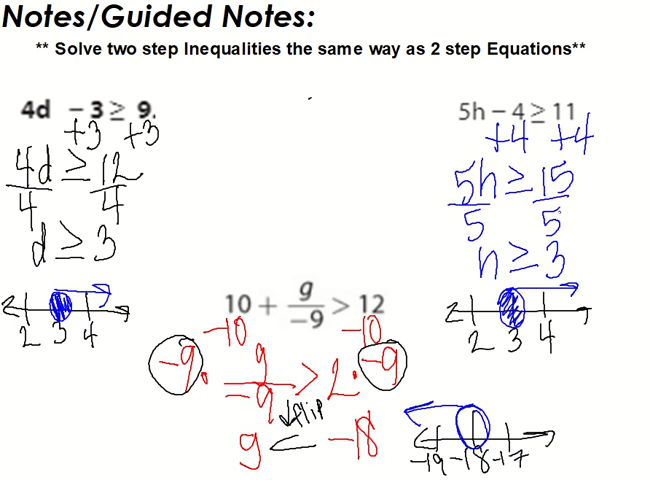 Notes/Guided Notes:
** Solve two step Inequalities the same way as 2 step Equations**
4d - 3 ≥ 9.
+3 +3
4d ≥ 12
4 4
d ≥ 3
2 3 4
10 + g/-9 > 12
-10 -10
-9 • g/-9 > 2 • -9
flip
g < -18
-19 -18 -17
5h - 4 ≥ 11
+4 +4
5h ≥ 15
5 5
h ≥ 3
2 3 4